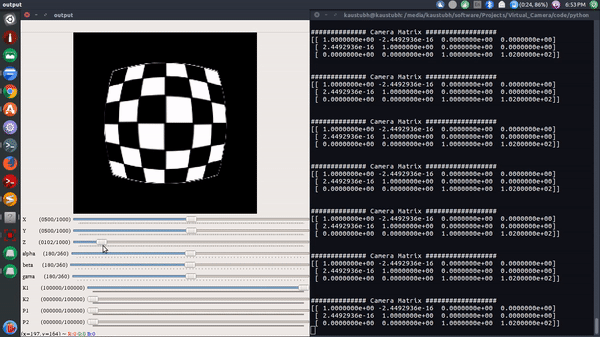 output
(0:24, 86%)
6:53 PM
output
kaustubh@kaustubh: /media/kaustubh/software/Projects/Virtual_Camera/code/python
X (0500/1000)
Y (0500/1000)
Z (0102/1000)
alpha (180/260)
beta (180/260)
gama (180/260)
K1 (100000/100000)
K2 (000000/100000)
P1 (000000/100000)
P2 (000000/100000)
(x=197, y=164) ~ R:0 G:0 B:0
############## Camera Matrix ##################
[[ 1.0000000e+00 -2.4492936e-16 0.0000000e+00 0.0000000e+00]
[ 2.4492936e-16 1.0000000e+00 0.0000000e+00 0.0000000e+00]
[ 0.0000000e+00 0.0000000e+00 1.0000000e+00 1.0200000e+02]]
############## Camera Matrix ##################
[[ 1.0000000e+00 -2.4492936e-16 0.0000000e+00 0.0000000e+00]
[ 2.4492936e-16 1.0000000e+00 0.0000000e+00 0.0000000e+00]
[ 0.0000000e+00 0.0000000e+00 1.0000000e+00 1.0200000e+02]]
############## Camera Matrix ##################
[[ 1.0000000e+00 -2.4492936e-16 0.0000000e+00 0.0000000e+00]
[ 2.4492936e-16 1.0000000e+00 0.0000000e+00 0.0000000e+00]
[ 0.0000000e+00 0.0000000e+00 1.0000000e+00 1.0200000e+02]]
############## Camera Matrix ##################
[[ 1.0000000e+00 -2.4492936e-16 0.0000000e+00 0.0000000e+00]
[ 2.4492936e-16 1.0000000e+00 0.0000000e+00 0.0000000e+00]
[ 0.0000000e+00 0.0000000e+00 1.0000000e+00 1.0200000e+02]]
############## Camera Matrix ##################
[[ 1.0000000e+00 -2.4492936e-16 0.0000000e+00 0.0000000e+00]
[ 2.4492936e-16 1.0000000e+00 0.0000000e+00 0.0000000e+00]
[ 0.0000000e+00 0.0000000e+00 1.0000000e+00 1.0200000e+02]]
############## Camera Matrix ##################
[[ 1.0000000e+00 -2.4492936e-16 0.0000000e+00 0.0000000e+00]
[ 2.4492936e-16 1.0000000e+00 0.0000000e+00 0.0000000e+00]
[ 0.0000000e+00 0.0000000e+00 1.0000000e+00 1.0200000e+02]]
############## Camera Matrix ##################
[[ 1.0000000e+00 -2.4492936e-16 0.0000000e+00 0.0000000e+00]
[ 2.4492936e-16 1.0000000e+00 0.0000000e+00 0.0000000e+00]
[ 0.0000000e+00 0.0000000e+00 1.0000000e+00 1.0200000e+02]]